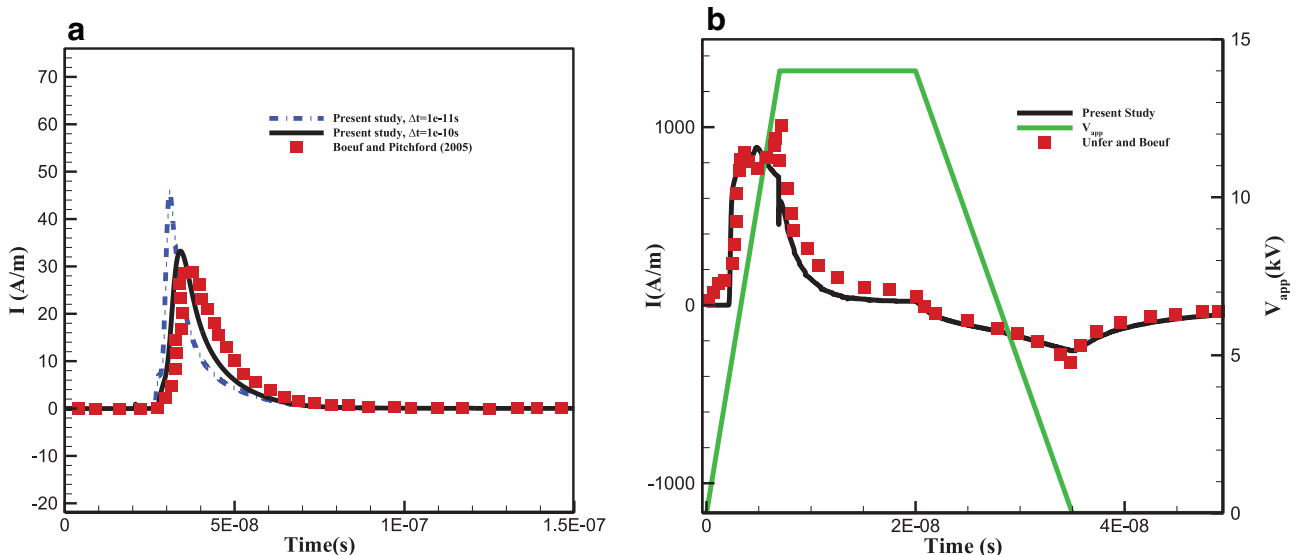 a
70
60
50
40
30
20
10
0
-10
-20
I (A/m)
Present study, Δt=1e-11s
Present study, Δt=1e-10s
Boeuf and Pitchford (2005)
0
5E-08
1E-07
1.5E-07
Time(s)
b
1000
0
-1000
I(A/m)
Present Study
Vapp
Unfer and Boeuf
15
10
5
0
Vapp(kV)
0
2E-08
4E-08
Time (s)